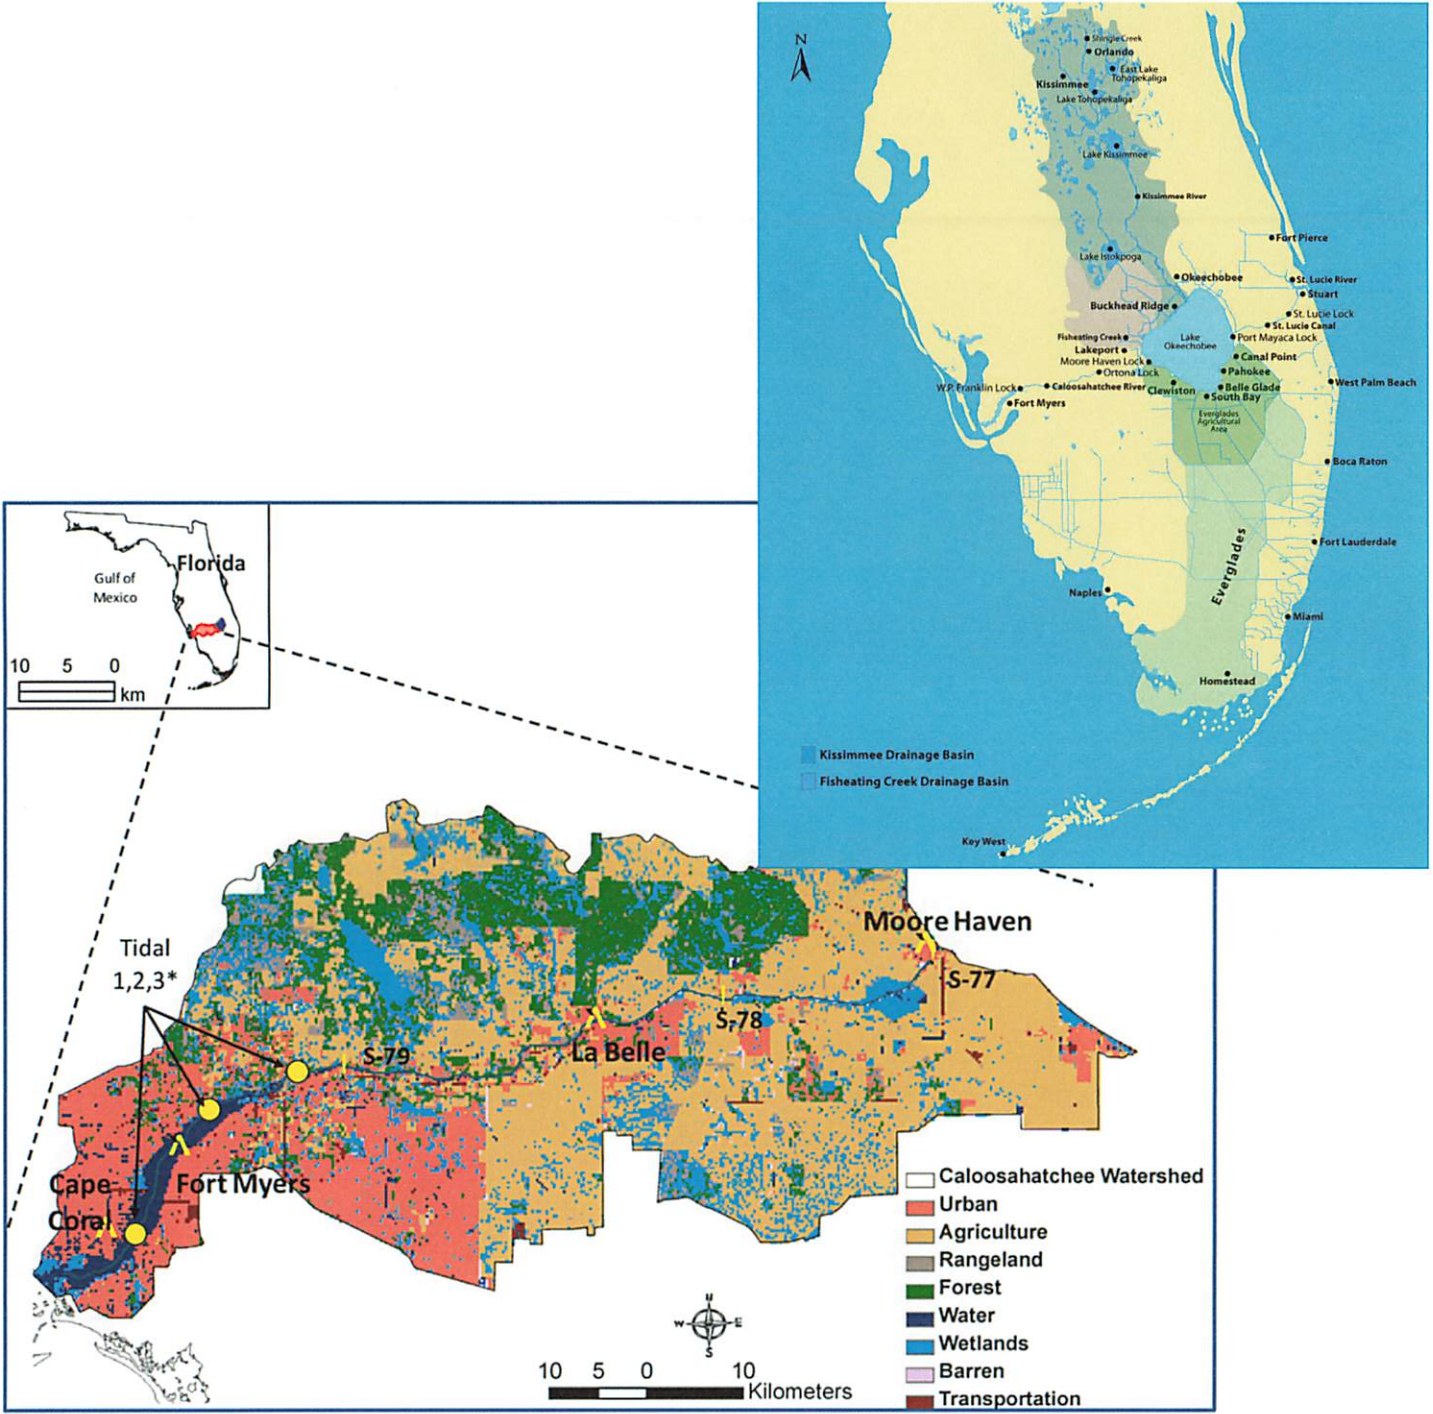 N
Shingle Creek
Orlando
East Lake
Tohopekaliga
Kissimmee
Lake Tohopekaliga
Lake Kissimmee
Kissimmee River
Fort Pierce
Lake Istokpoga
Okeechobee
St. Lucie River
Stuart
Buckhead Ridge
St. Lucie Lock
St. Lucie Canal
Fisheating Creek
Lake
Okeechobee
Port Mayaca Lock
Lakeport
Moore Haven Lock
Canal Point
Ortona Lock
Pahokee
W.P. Franklin Lock
Caloosahatchee River
Clewiston
Belle Glade
West Palm Beach
South Bay
Fort Myers
Everglades
Agricultural
Area
Boca Raton
Everglades
Fort Lauderdale
Naples
Miami
Homestead
Kissimmee Drainage Basin
Fisheating Creek Drainage Basin
Key West
Florida
Gulf of
Mexico
10 5 0
km
Moore Haven
Tidal
1,2,3*
S-77
S-78
S-79
La Belle
Cape
Coral
Fort Myers
Caloosahatchee Watershed
Urban
Agriculture
Rangeland
Forest
Water
Wetlands
Barren
Transportation
N
W E
S
10 5 0 10
Kilometers